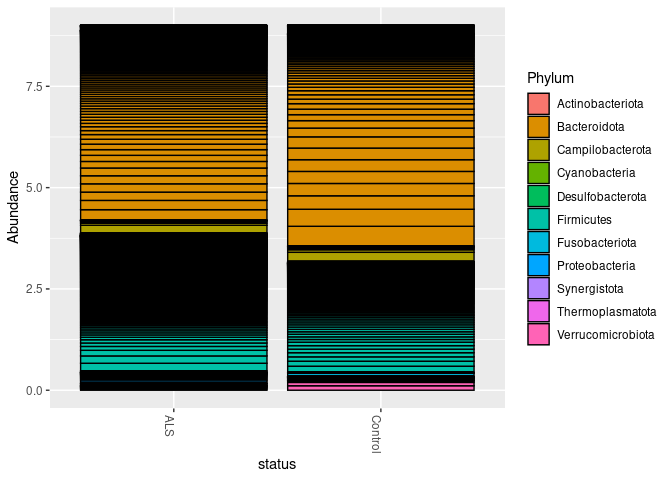 Abundance
7.5
5.0
2.5
0.0
ALS
Control
status
Phylum
Actinobacteriota
Bacteroidota
Campilobacterota
Cyanobacteria
Desulfobacterota
Firmicutes
Fusobacteriota
Proteobacteria
Synergistota
Thermoplasmatota
Verrucomicrobiota